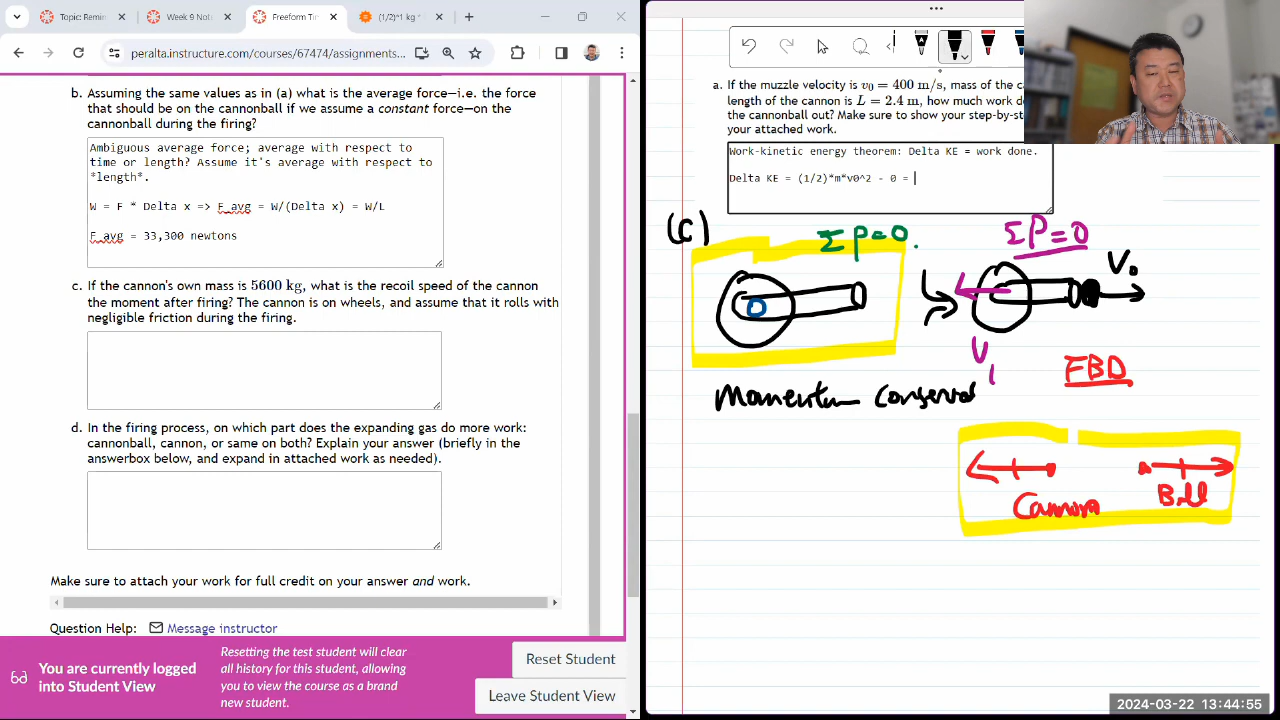 Topic: Remin
Week 9 Not
Freeform Tir
(1/2)*1 kg *
peralta.instructure.com/course/67474/assignments...
b. Assuming the same values as in (a) what is the average force—i.e. the force
that should be on the cannonball if we assume a constant force—on the
cannonball during the firing?
Ambiguous average force; average with respect to
time or length? Assume it's average with respect to
*length*.
W = F * Delta x => F_avg = W/(Delta x) = W/L
F_avg = 33,300 newtons
c. If the cannon's own mass is 5600 kg, what is the recoil speed of the cannon
the moment after firing? The cannon is on wheels, and assume that it rolls with
negligible friction during the firing.
d. In the firing process, on which part does the expanding gas do more work:
cannonball, cannon, or same on both? Explain your answer (briefly in the
answerbox below, and expand in attached work as needed).
Make sure to attach your work for full credit on your answer and work.
Question Help: Message instructor
You are currently logged
into Student View
Resetting the test student will clear
all history for this student, allowing
you to view the course as a brand
new student.
Reset Student
Leave Student View
a. If the muzzle velocity is v0 = 400 m/s, mass of the ca
length of the cannon is L = 2.4 m, how much work d
the cannonball out? Make sure to show your step-by-st
your attached work.
Work-kinetic energy theorem: Delta KE = work done.
Delta KE = (1/2)*m*v0^2 - 0 =
(C)
Σp=0.
ΣP=0
V₀
V₁
FBD
Momentum Conserved
Cannon
Ball
2024-03-22 13:44:55